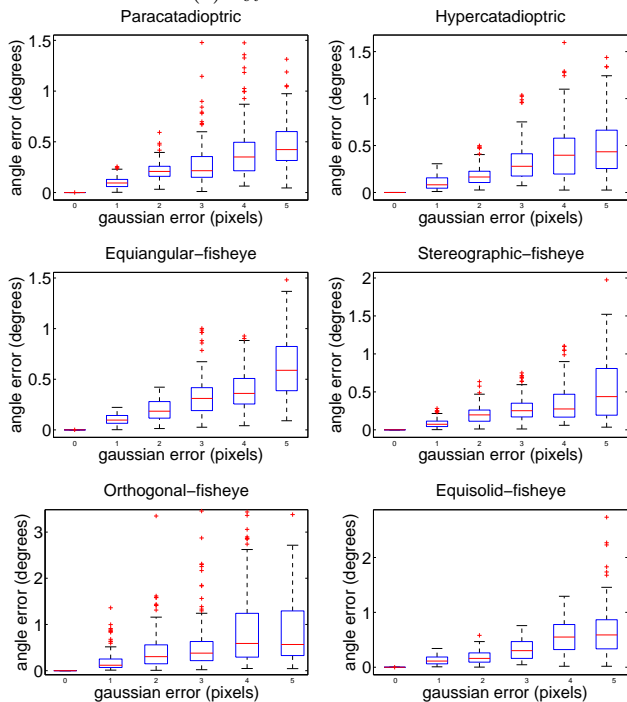 Paracatadioptric
Hypercatadioptric
1.5
1
0.5
0
angle error (degrees)
0 1 2 3 4 5
gaussian error (pixels)
1.5
1
0.5
0
angle error (degrees)
0 1 2 3 4 5
gaussian error (pixels)
Equiangular−fisheye
Stereographic−fisheye
1.5
1
0.5
0
angle error (degrees)
0 1 2 3 4 5
gaussian error (pixels)
2
1.5
1
0.5
0
angle error (degrees)
0 1 2 3 4 5
gaussian error (pixels)
Orthogonal−fisheye
Equisolid−fisheye
3
2
1
0
angle error (degrees)
0 1 2 3 4 5
gaussian error (pixels)
2
1
0
angle error (degrees)
0 1 2 3 4 5
gaussian error (pixels)